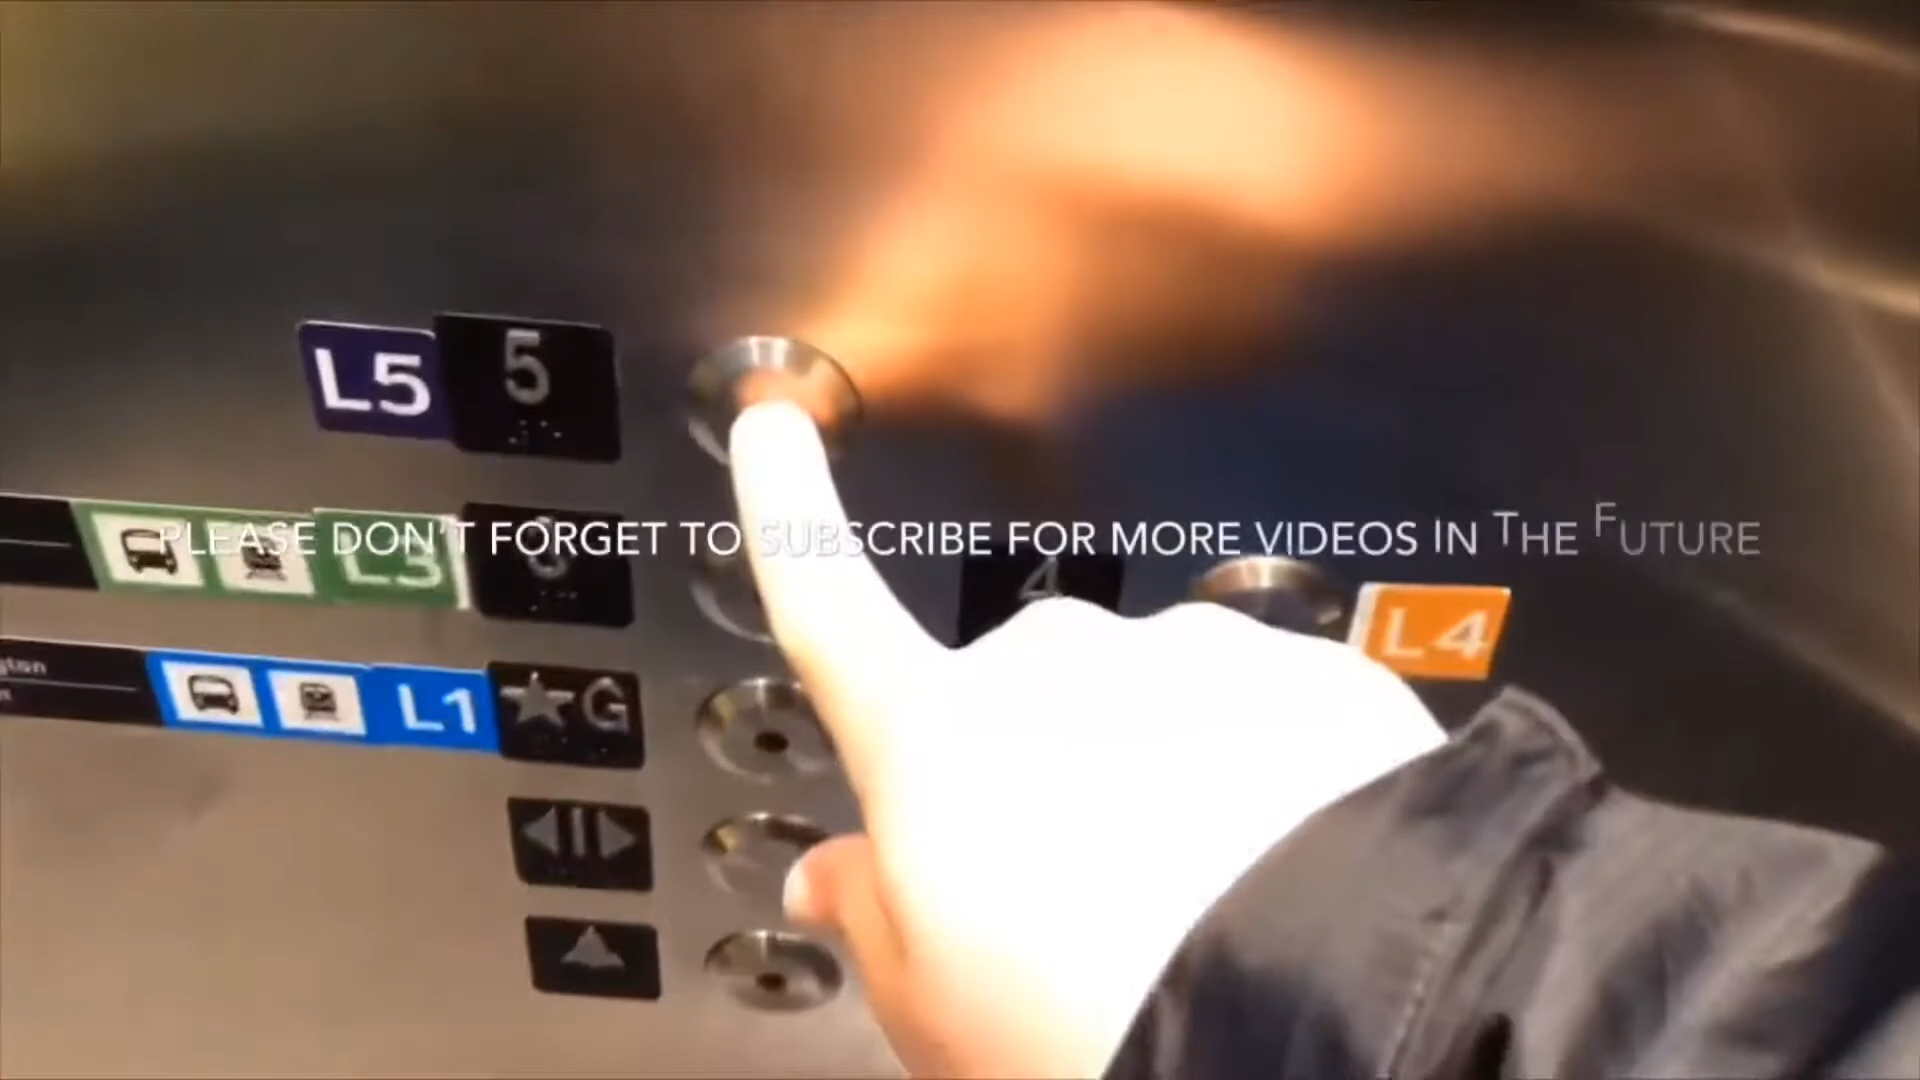 L5 5
PLEASE DON'T FORGET TO SUBSCRIBE FOR MORE VIDEOS IN THE FUTURE
L3
4
L4
L1 ★G